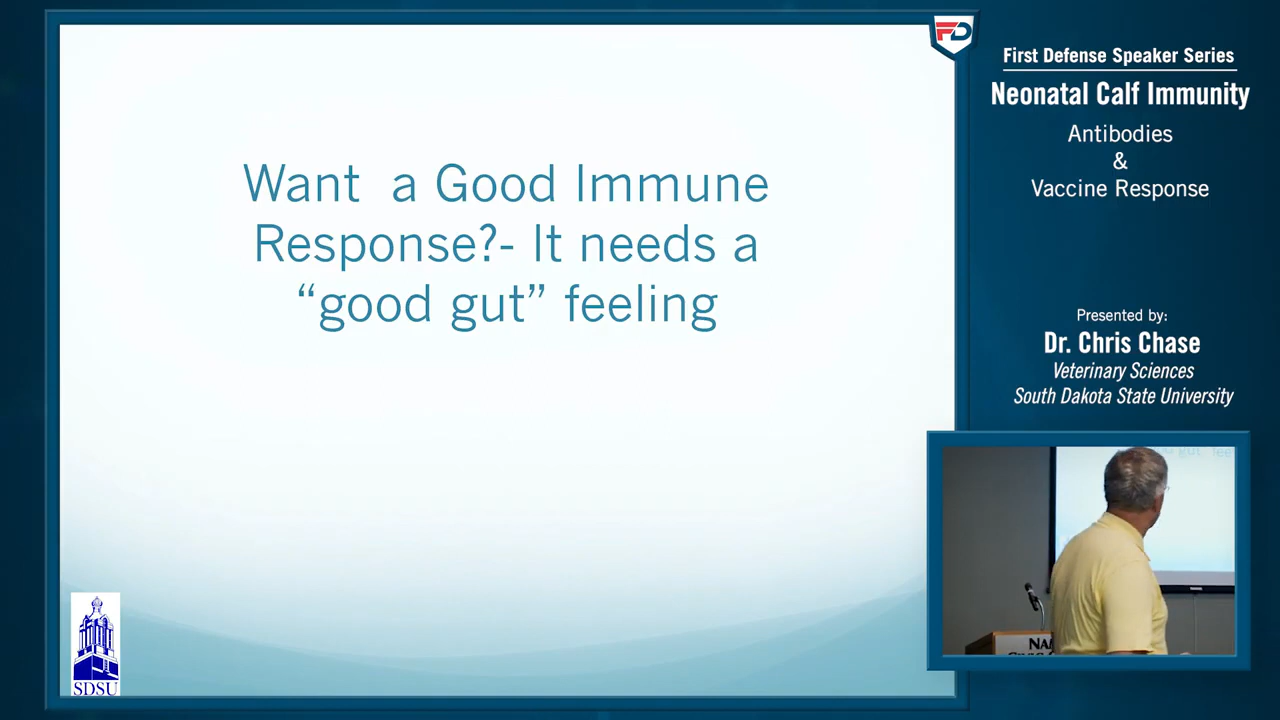 Want  a Good Immune
Response?- It needs a
“good gut” feeling
SDSU
FD
First Defense Speaker Series
Neonatal Calf Immunity
Antibodies
&
Vaccine Response
Presented by:
Dr. Chris Chase
Veterinary Sciences
South Dakota State University